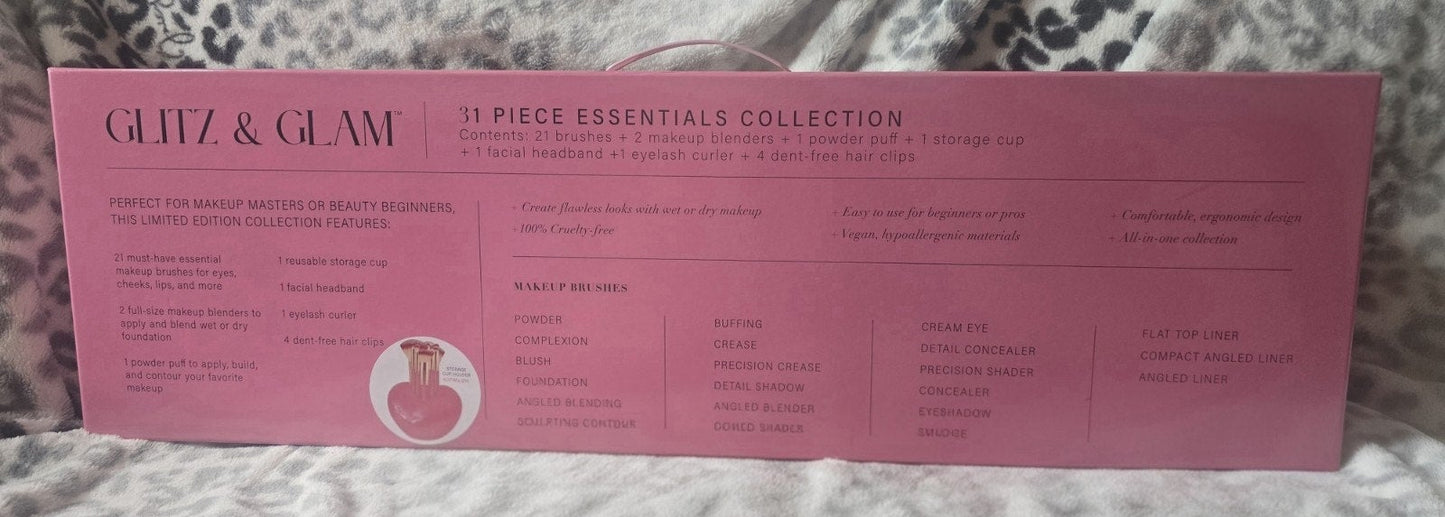 GLITZ & GLAM™
31 PIECE ESSENTIALS COLLECTION
Contents: 21 brushes + 2 makeup blenders + 1 powder puff + 1 storage cup
+ 1 facial headband +1 eyelash curler + 4 dent-free hair clips
PERFECT FOR MAKEUP MASTERS OR BEAUTY BEGINNERS,
THIS LIMITED EDITION COLLECTION FEATURES:
21 must-have essential
makeup brushes for eyes,
cheeks, lips, and more
2 full-size makeup blenders to
apply and blend wet or dry
foundation
1 powder puff to apply, build,
and contour your favorite
makeup
1 reusable storage cup
1 facial headband
1 eyelash curler
4 dent-free hair clips
STORAGE
CUP HOLDER
+ Create flawless looks with wet or dry makeup
+100% Cruelty-free
+ Easy to use for beginners or pros
+ Vegan, hypoallergenic materials
+ Comfortable, ergonomic design
+ All-in-one collection
MAKEUP BRUSHES
POWDER
COMPLEXION
BLUSH
FOUNDATION
ANGLED BLENDING
SCULPTING CONTOUR
BUFFING
CREASE
PRECISION CREASE
DETAIL SHADOW
ANGLED BLENDER
DOMED SHADER
CREAM EYE
DETAIL CONCEALER
PRECISION SHADER
CONCEALER
EYESHADOW
SMUDGE
FLAT TOP LINER
COMPACT ANGLED LINER
ANGLED LINER